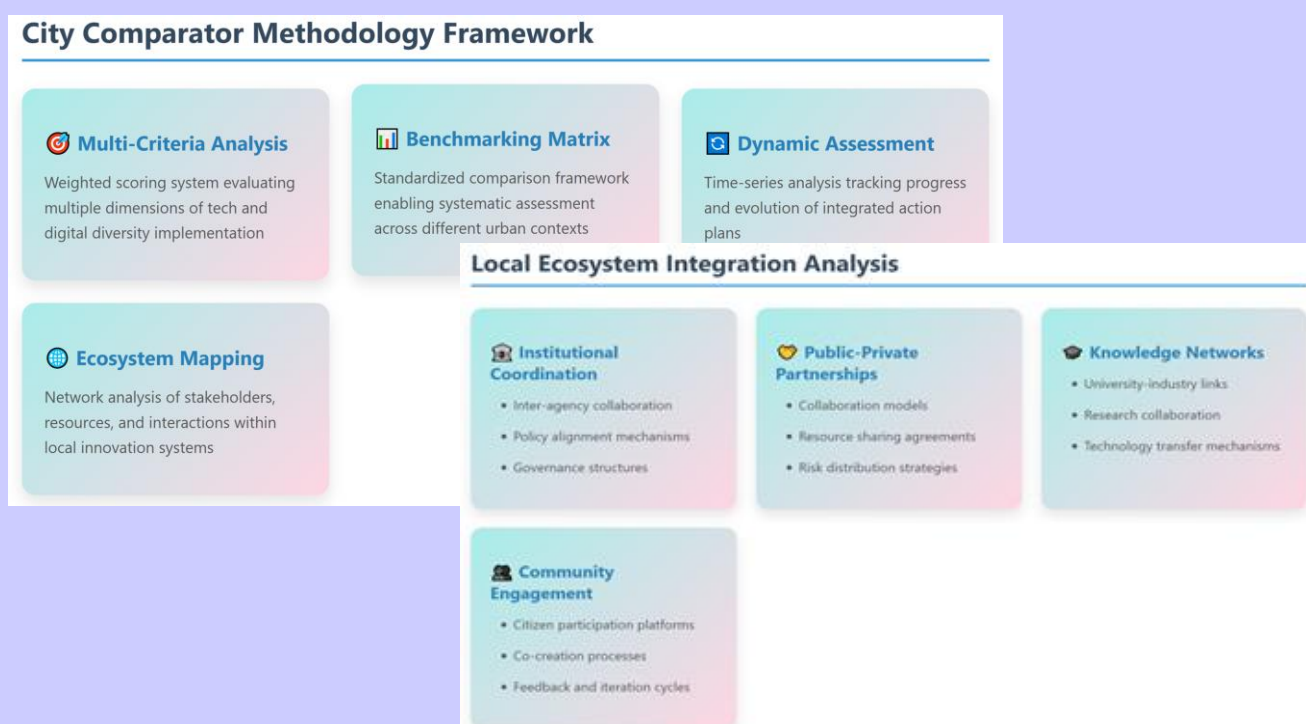 City Comparator Methodology Framework
Multi-Criteria Analysis
Weighted scoring system evaluating
multiple dimensions of tech and
digital diversity implementation
Benchmarking Matrix
Standardized comparison framework
enabling systematic assessment
across different urban contexts
Dynamic Assessment
Time-series analysis tracking progress
and evolution of integrated action
plans
Ecosystem Mapping
Network analysis of stakeholders,
resources, and interactions within
local innovation systems
Local Ecosystem Integration Analysis
Institutional
Coordination
• Inter-agency collaboration
• Policy alignment mechanisms
• Governance structures
Public-Private
Partnerships
• Collaboration models
• Resource sharing agreements
• Risk distribution strategies
Knowledge Networks
• University-industry links
• Research collaboration
• Technology transfer mechanisms
Community
Engagement
• Citizen participation platforms
• Co-creation processes
• Feedback and iteration cycles